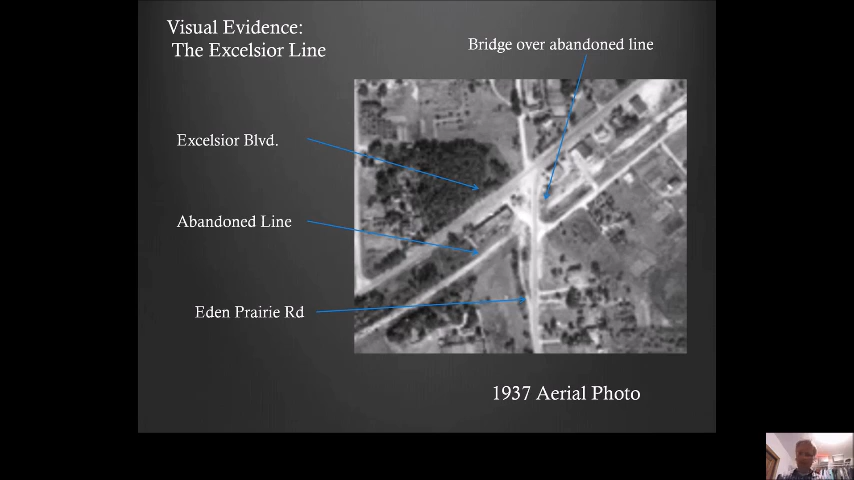 Visual Evidence:
The Excelsior Line
Bridge over abandoned line
Excelsior Blvd.
Abandoned Line
Eden Prairie Rd
1937 Aerial Photo